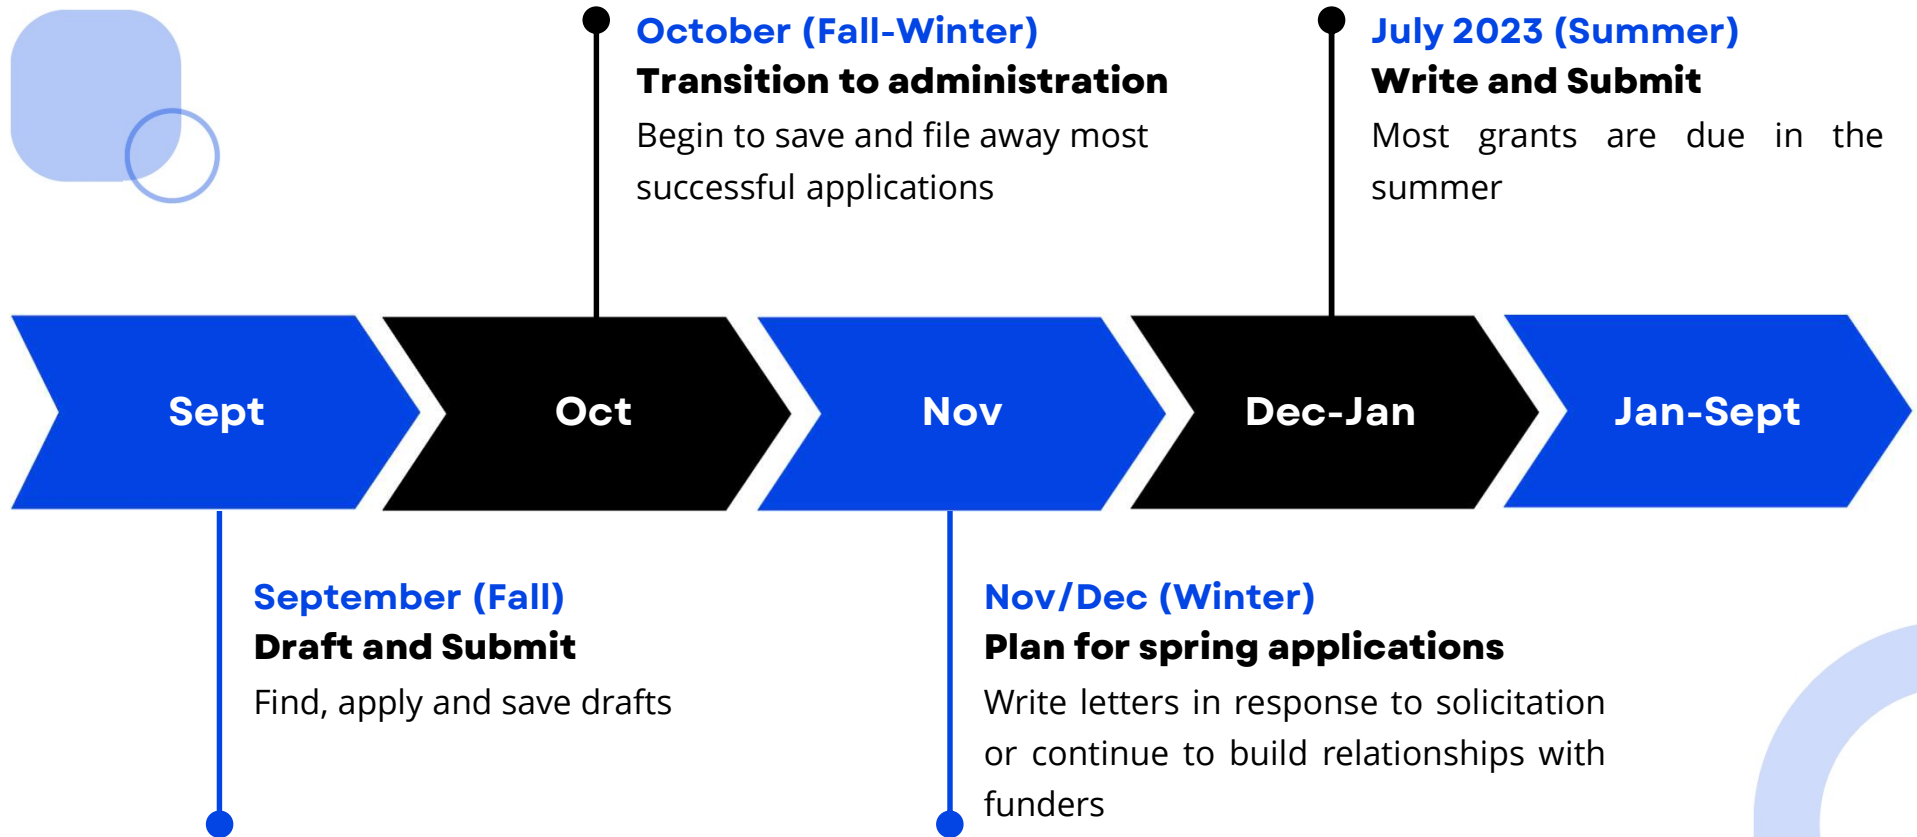 October (Fall-Winter)
Transition to administration
Begin to save and file away most
successful applications
July 2023 (Summer)
Write and Submit
Most grants are due in the
summer
Sept
Oct
Nov
Dec-Jan
Jan-Sept
September (Fall)
Draft and Submit
Find, apply and save drafts
Nov/Dec (Winter)
Plan for spring applications
Write letters in response to solicitation
or continue to build relationships with
funders